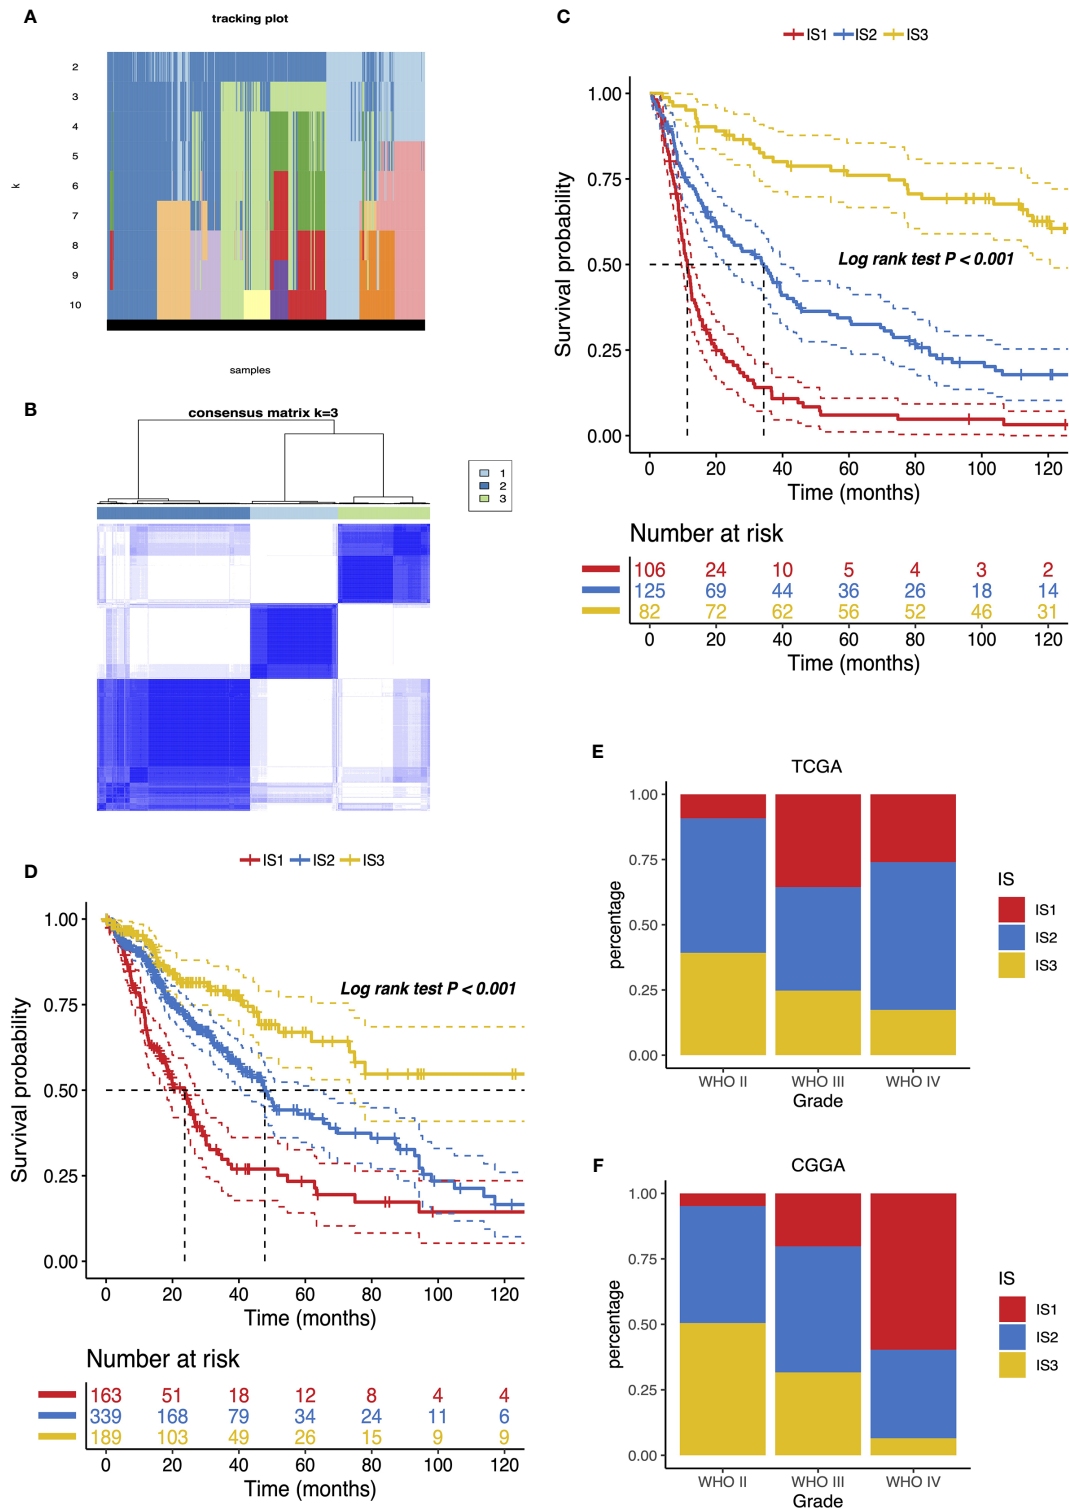 A
tracking plot
k
2
3
4
5
6
7
8
9
10
samples
B
consensus matrix k=3
1
2
3
C
IS1 IS2 IS3
Survival probability
1.00
0.75
0.50
0.25
0.00
Log rank test P < 0.001
0 20 40 60 80 100 120
Time (months)
Number at risk
106 24 10 5 4 3 2
125 69 44 36 26 18 14
82 72 62 56 52 46 31
0 20 40 60 80 100 120
Time (months)
D
IS1 IS2 IS3
Survival probability
1.00
0.75
0.50
0.25
0.00
Log rank test P < 0.001
0 20 40 60 80 100 120
Time (months)
Number at risk
163 51 18 12 8 4 4
339 168 79 34 24 11 6
189 103 49 26 15 9 9
0 20 40 60 80 100 120
Time (months)
E
TCGA
percentage
1.00
0.75
0.50
0.25
0.00
WHO II WHO III WHO IV
Grade
IS
IS1
IS2
IS3
F
CGGA
percentage
1.00
0.75
0.50
0.25
0.00
WHO II WHO III WHO IV
Grade
IS
IS1
IS2
IS3